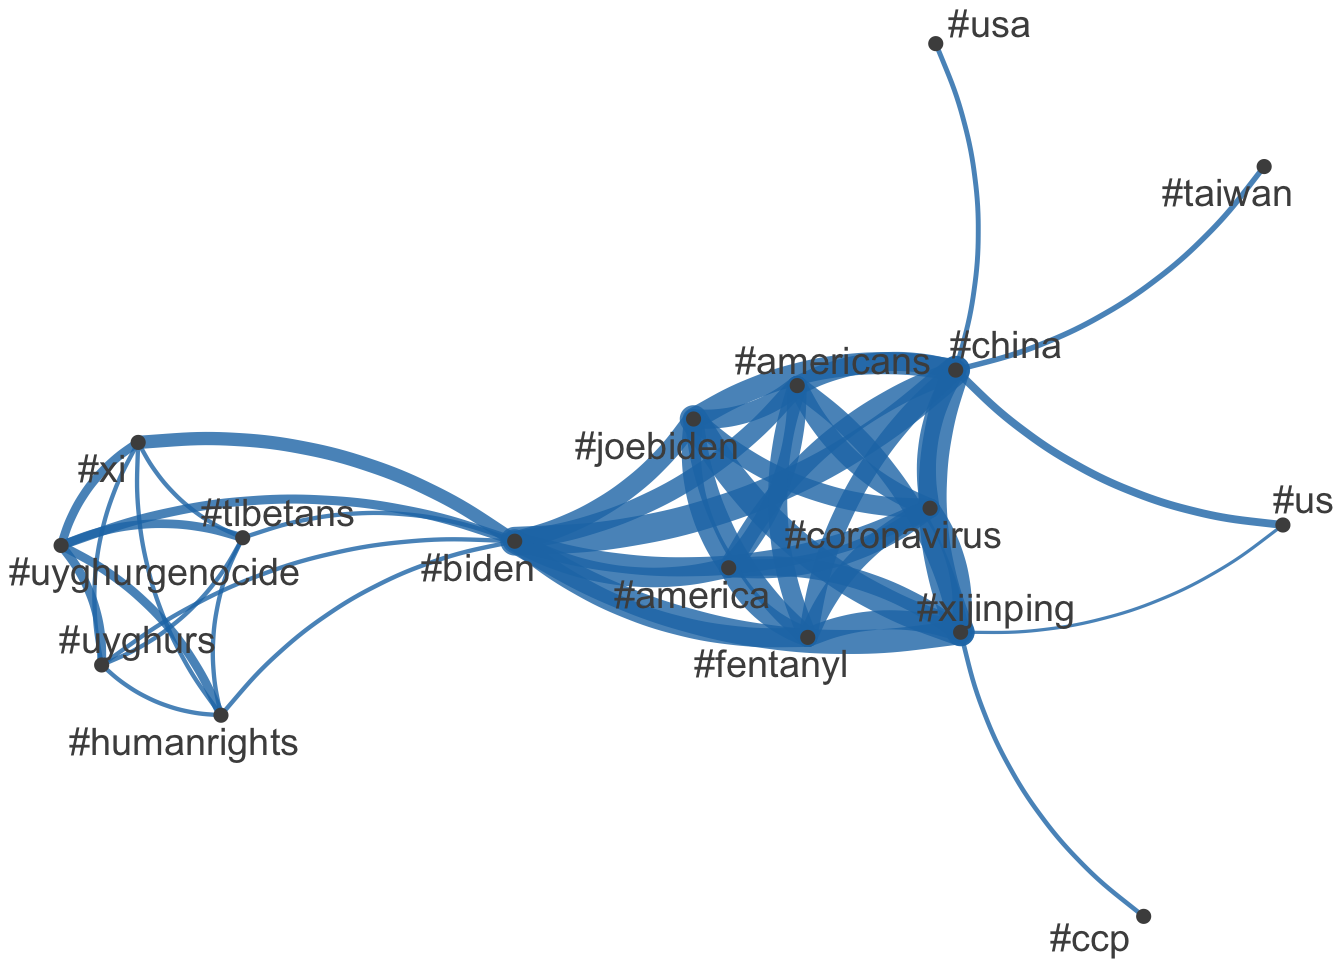 #usa
#taiwan
#china
#americans
#joebiden
#xi
#us
#tibetans
#coronavirus
#biden
#uyghurgenocide
#america
#xijinping
#uyghurs
#fentanyl
#humanrights
#ccp